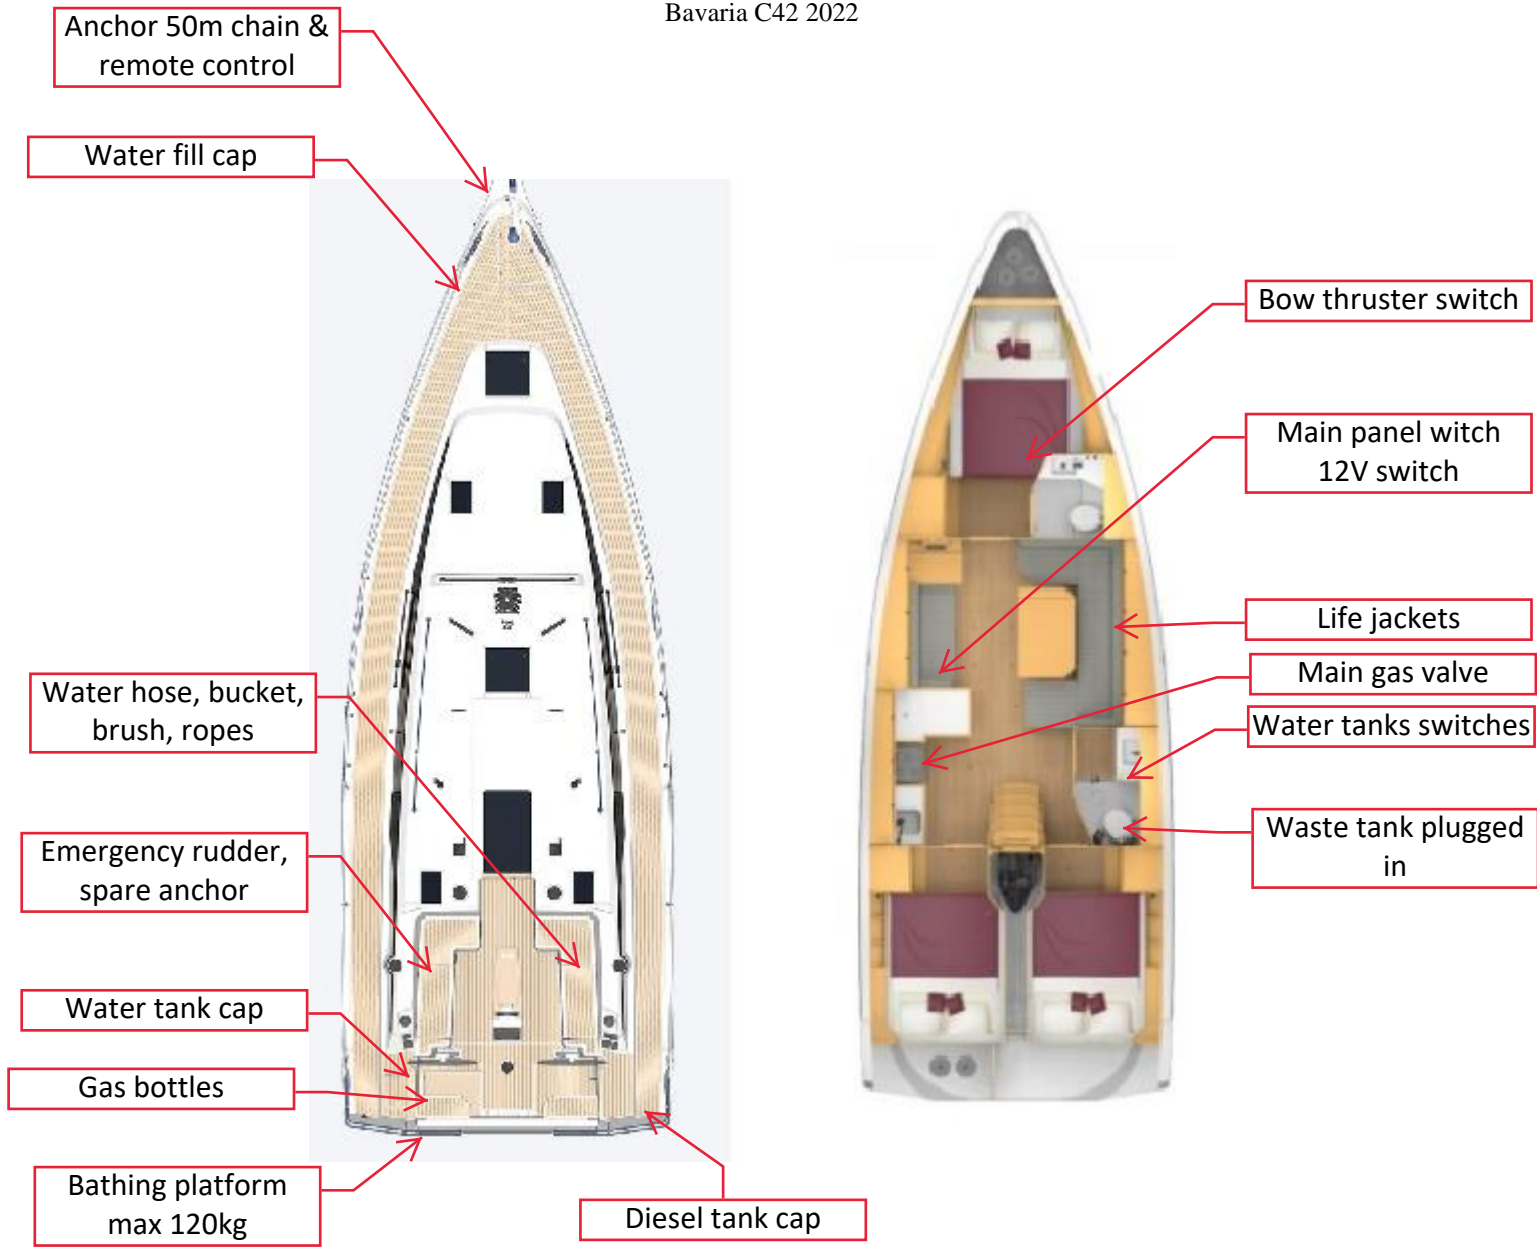 Bavaria C42 2022
Anchor 50m chain &
remote control
Water fill cap
Water hose, bucket,
brush, ropes
Emergency rudder,
spare anchor
Water tank cap
Gas bottles
Bathing platform
max 120kg
Diesel tank cap
Bow thruster switch
Main panel witch
12V switch
Life jackets
Main gas valve
Water tanks switches
Waste tank plugged
in